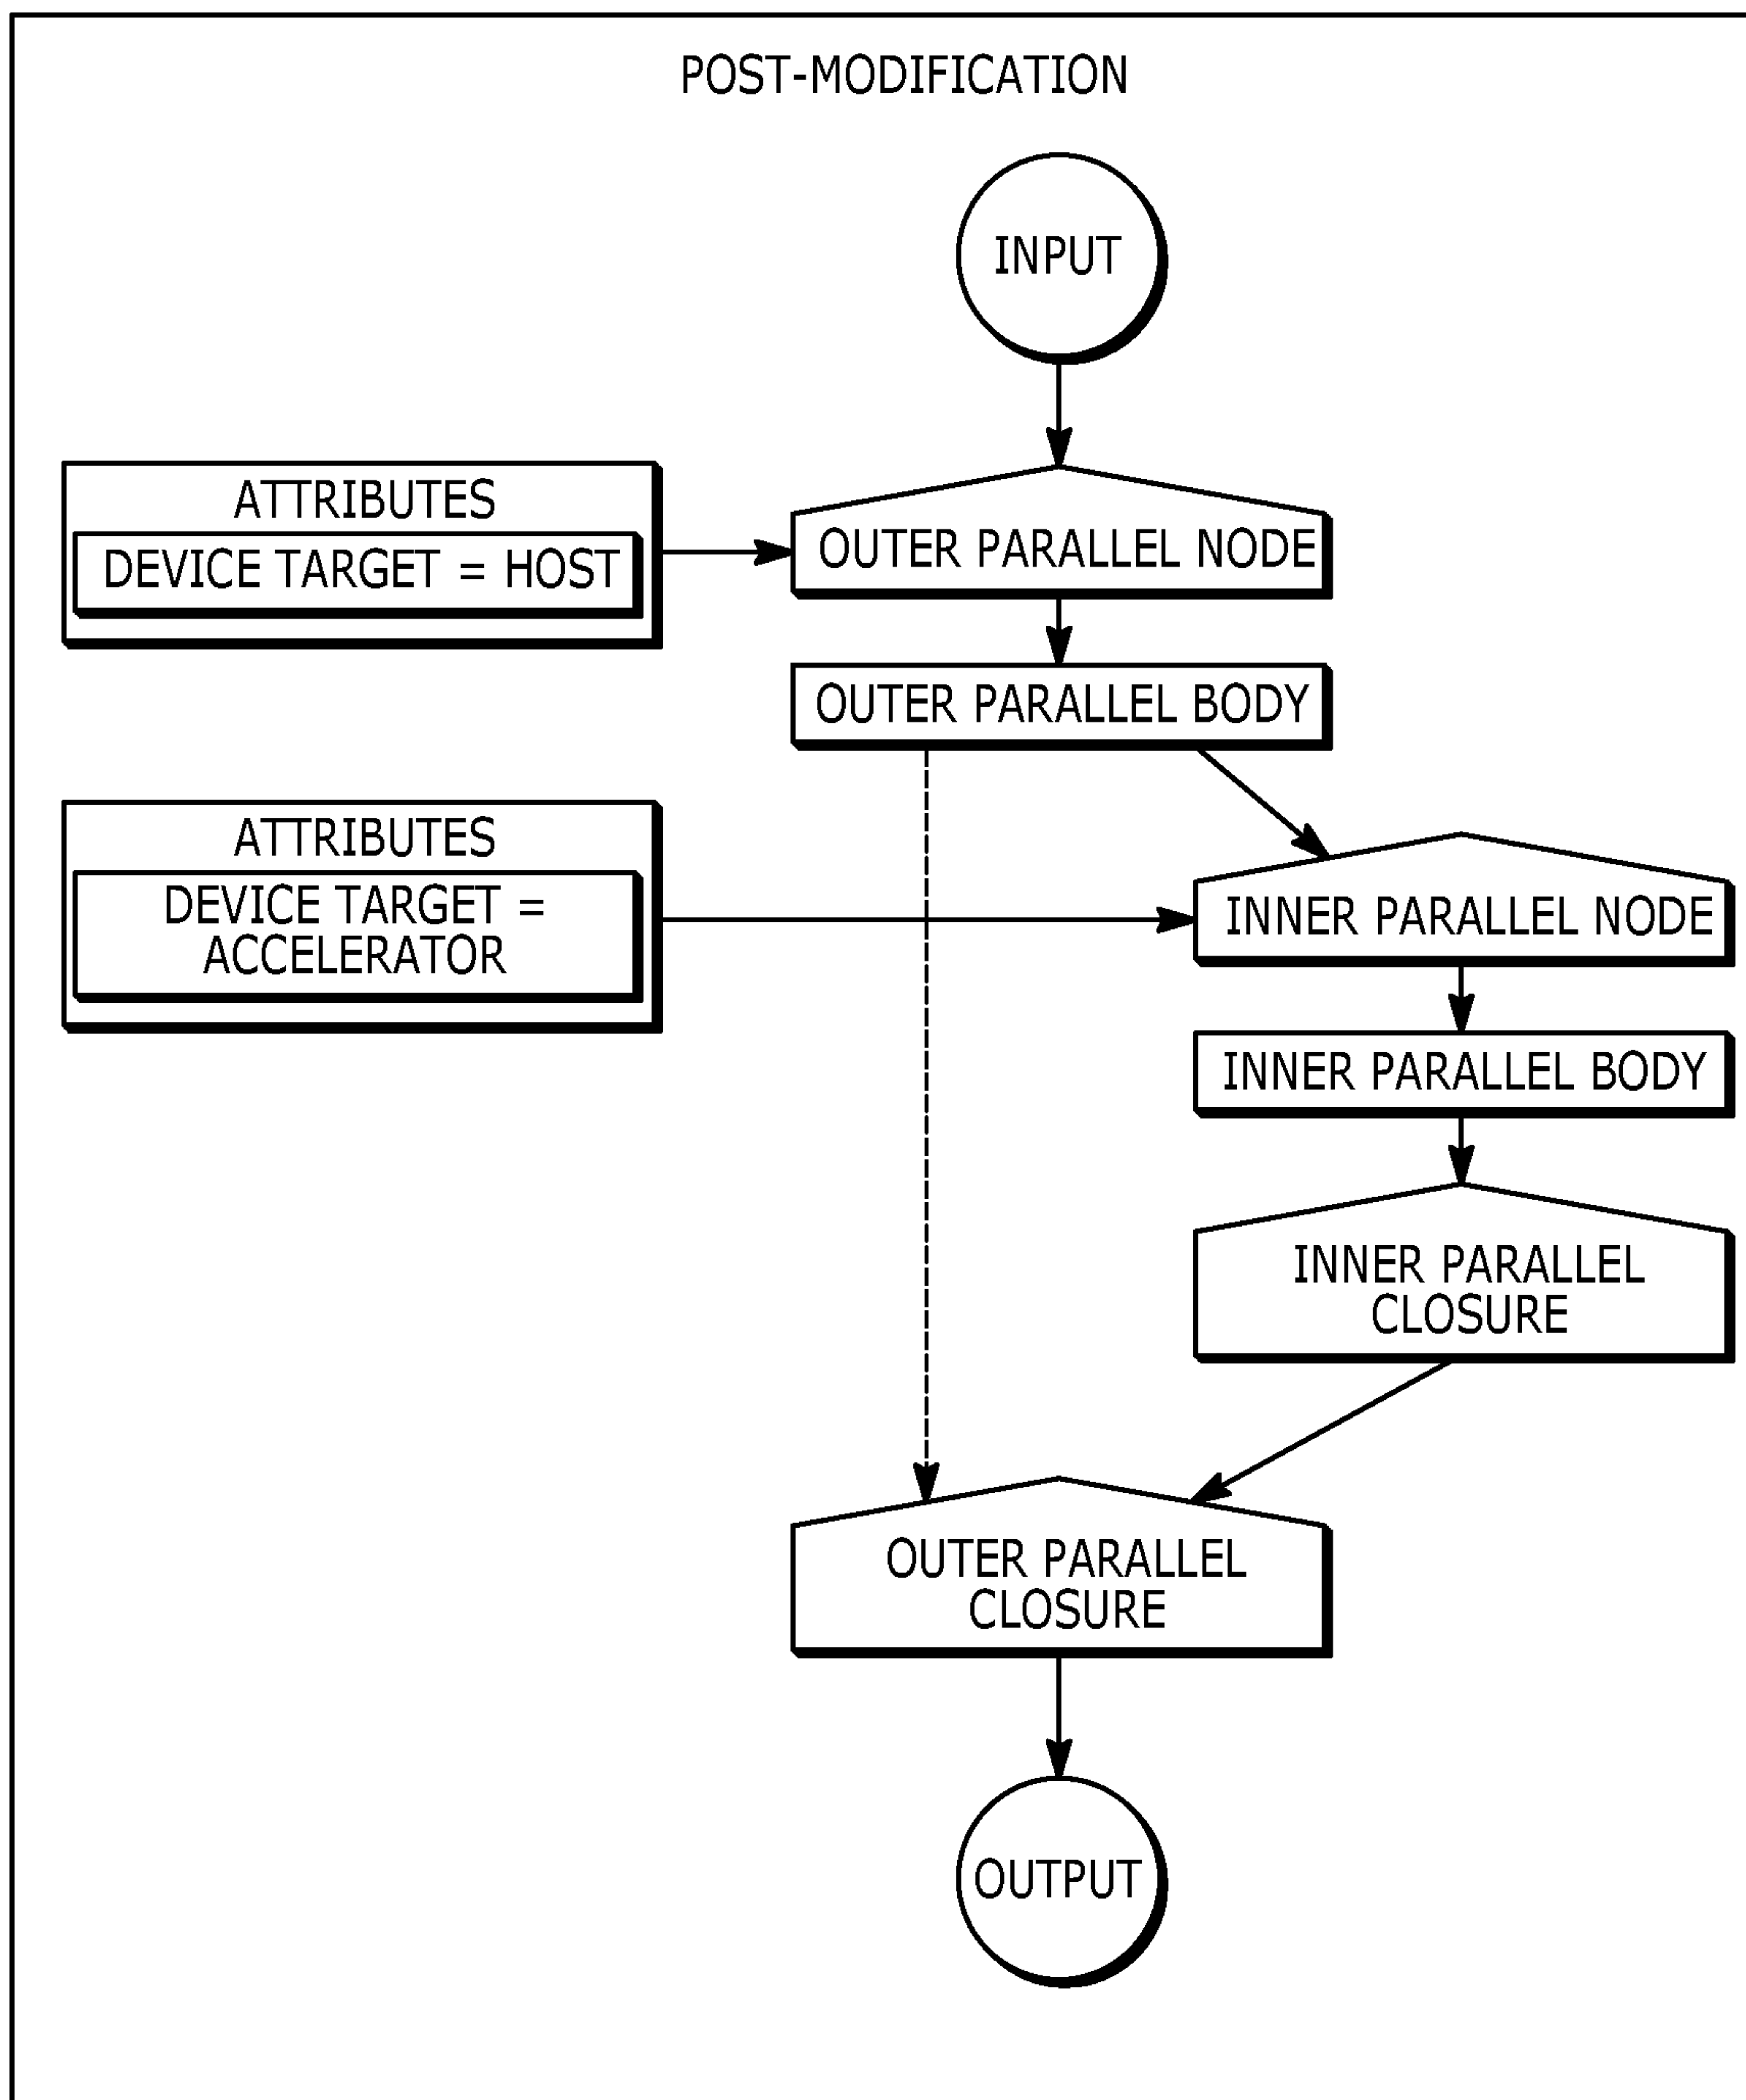 POST-MODIFICATION
INPUT
ATTRIBUTES
DEVICE TARGET = HOST
OUTER PARALLEL NODE
OUTER PARALLEL BODY
ATTRIBUTES
DEVICE TARGET =
ACCELERATOR
INNER PARALLEL NODE
INNER PARALLEL BODY
INNER PARALLEL
CLOSURE
OUTER PARALLEL
CLOSURE
OUTPUT